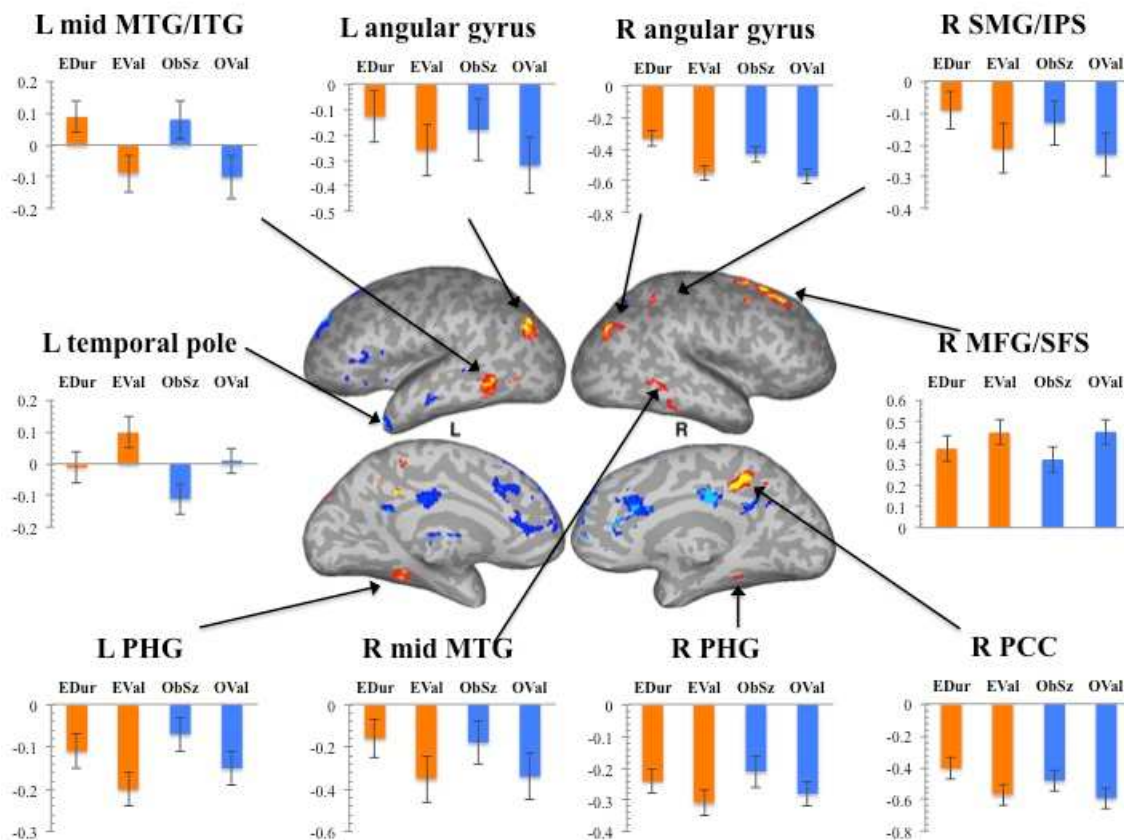 L mid MTG/ITG
L angular gyrus
R angular gyrus
R SMG/IPS
EDur EVal ObSz OVal
0.2
0.1
0
-0.1
-0.2
EDur EVal ObSz OVal
0
-0.1
-0.2
-0.3
-0.4
-0.5
EDur EVal ObSz OVal
0
-0.2
-0.4
-0.6
-0.8
EDur EVal ObSz OVal
0
-0.1
-0.2
-0.3
-0.4
L temporal pole
EDur EVal ObSz OVal
0.2
0.1
0
-0.1
-0.2
L
R
R MFG/SFS
EDur EVal ObSz OVal
0.6
0.5
0.4
0.3
0.2
0.1
0
L PHG
R mid MTG
R PHG
R PCC
EDur EVal ObSz OVal
0
-0.1
-0.2
-0.3
EDur EVal ObSz OVal
0
-0.2
-0.4
-0.6
EDur EVal ObSz OVal
0
-0.1
-0.2
-0.3
-0.4
EDur EVal ObSz OVal
0
-0.2
-0.4
-0.6
-0.8